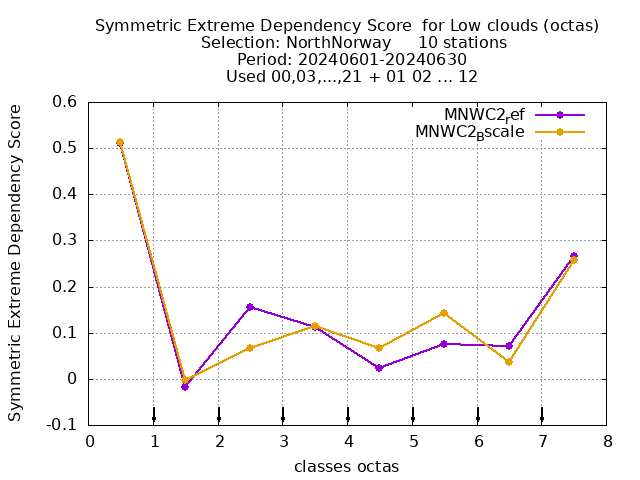 Symmetric Extreme Dependency Score  for Low clouds (octas)
Selection: NorthNorway     10 stations
Period: 20240601-20240630
Used 00,03,...,21 + 01 02 ... 12
Symmetric Extreme Dependency Score
0.6
0.5
0.4
0.3
0.2
0.1
0
-0.1
MNWC2ref
MNWC2Bscale
0 1 2 3 4 5 6 7 8
classes octas